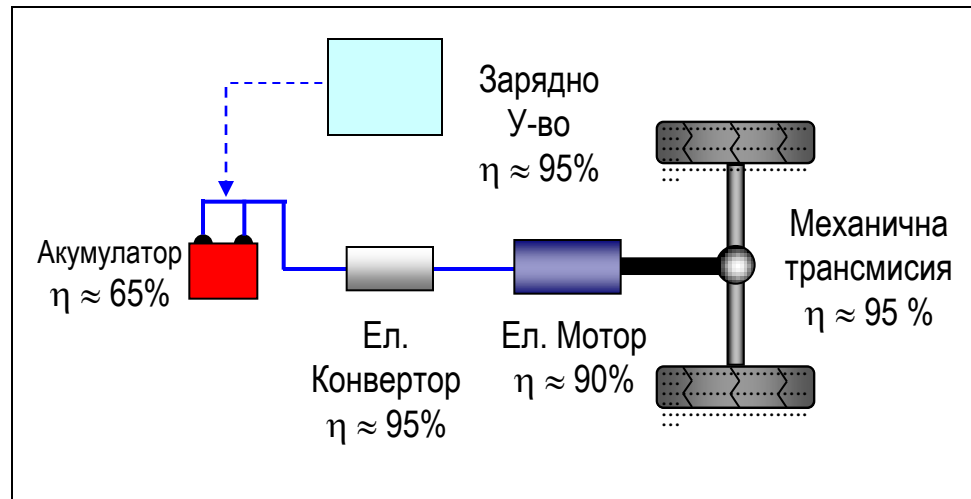 Зарядно
У-во
η ≈ 95%
Акумулатор
η ≈ 65%
Ел.
Конвертор
η ≈ 95%
Ел. Мотор
η ≈ 90%
Механична
трансмисия
η ≈ 95 %